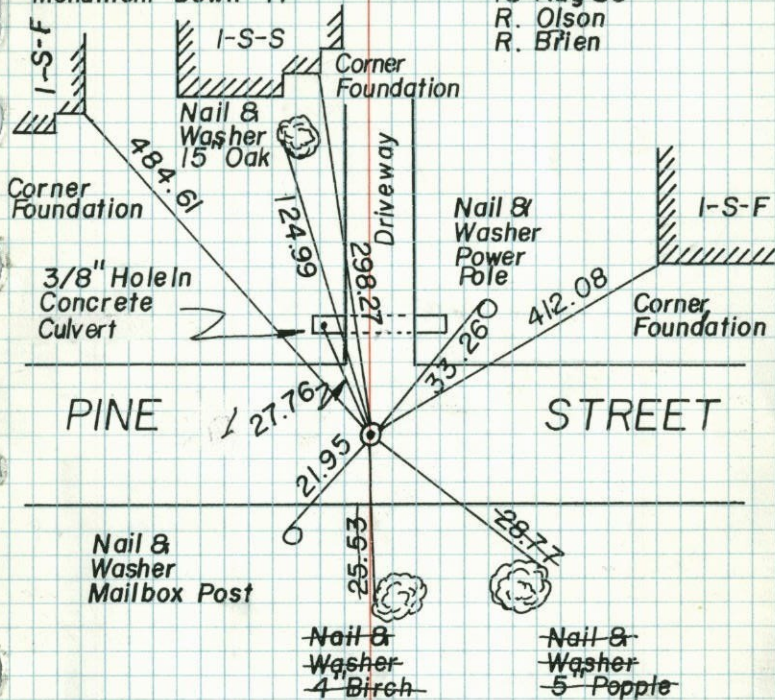 R. Olson
R. Brien
I-S-F
I-S-S
Corner
Foundation
Nail &
Washer
15" Oak
484.61
Corner
Foundation
124.99
298.27
Driveway
Nail &
Washer
Power
Pole
I-S-F
3/8" Hole In
Concrete
Culvert
33.26
412.08
Corner
Foundation
PINE
STREET
27.76
21.95
25.53
28.77
Nail &
Washer
Mailbox Post
Nail &
Washer
4" Birch
Nail &
Washer
5" Popple